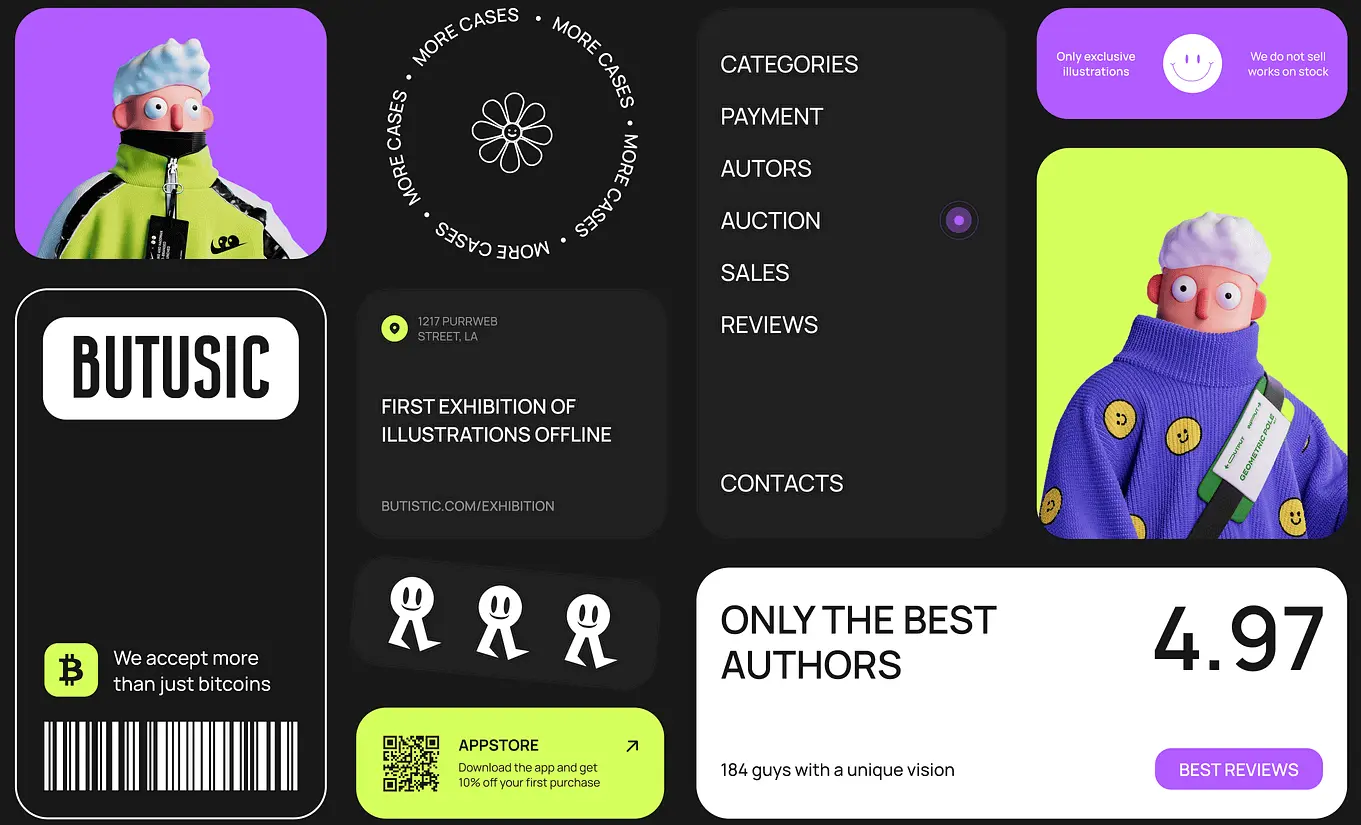 MORE CASES • MORE CASES • MORE CASES • MORE CASES • MORE CASES •
CATEGORIES
PAYMENT
AUTORS
AUCTION
SALES
REVIEWS
CONTACTS
Only exclusive
illustrations
We do not sell
works on stock
BUTUSIC
We accept more
than just bitcoins
1217 PURRWEB
STREET, LA
FIRST EXHIBITION OF
ILLUSTRATIONS OFFLINE
BUTISTIC.COM/EXHIBITION
APPSTORE
Download the app and get
10% off your first purchase
GEOMETRIC POLE
ONLY THE BEST
AUTHORS
4.97
184 guys with a unique vision
BEST REVIEWS